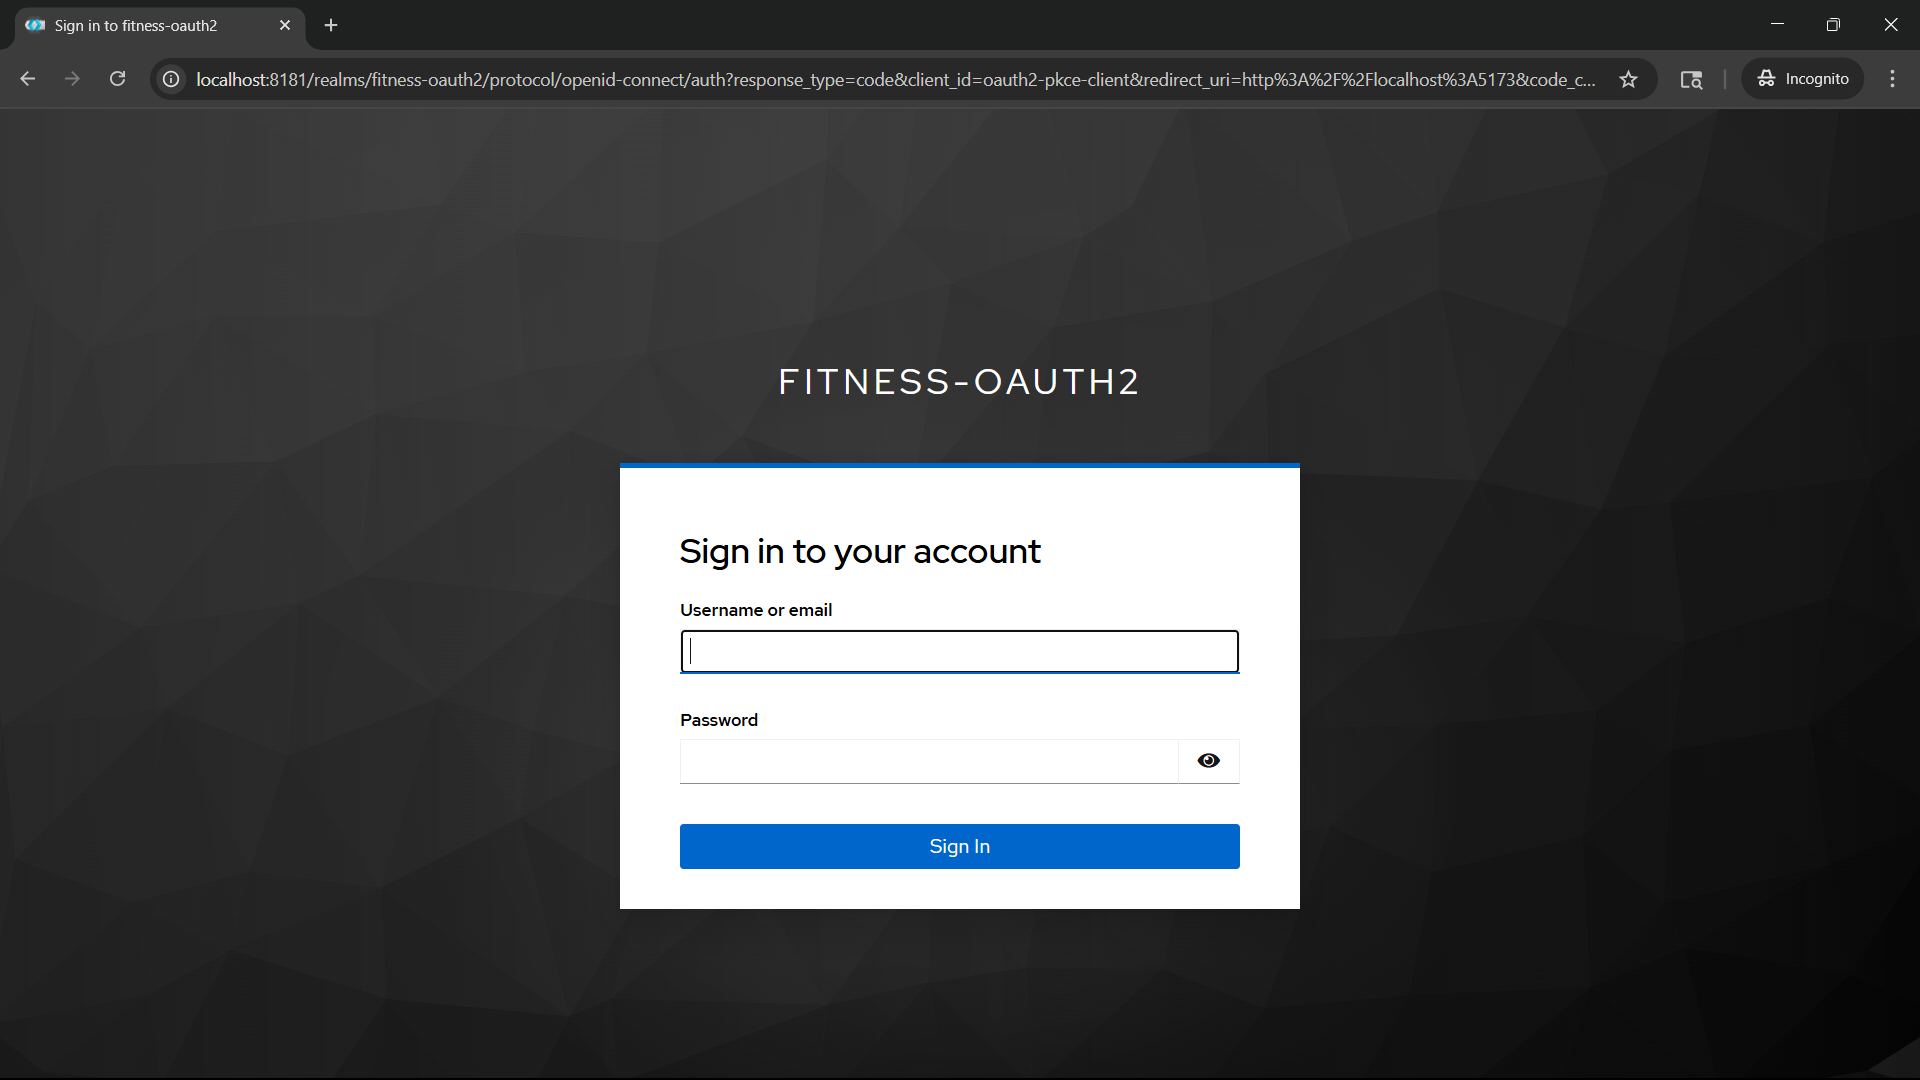 Sign in to fitness-oauth2
localhost:8181/realms/fitness-oauth2/protocol/openid-connect/auth?response_type=code&client_id=oauth2-pkce-client&redirect_uri=http%3A%2F%2Flocalhost%3A5173&code_c...
Incognito
FITNESS-OAUTH2
Sign in to your account
Username or email
Password
Sign In